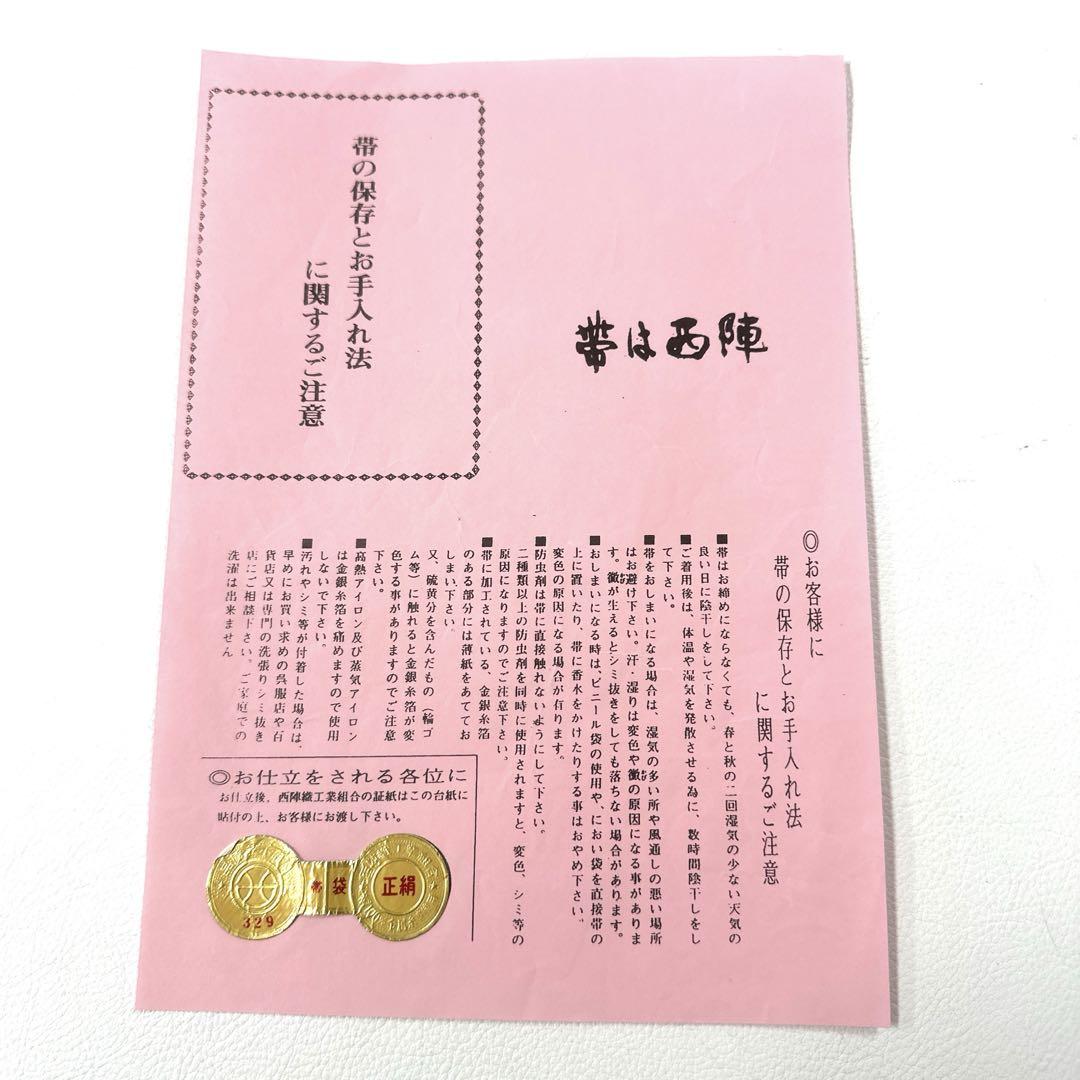 帯は西陣
帯の保存とお手入れ法
に関するご注意
◎お客様に
帯の保存とお手入れ法
に関するご注意
■帯はお締めにならなくても、春と秋の二回湿気の少ない天気の
良い日に陰干しをして下さい。
■ご着用後は、体温や湿気を発散させる為に、数時間陰干しをし
て下さい。
■帯をおしまいになる場合は、湿気の多い所や風通しの悪い場所
はお避け下さい。汗・湿りは変色や黴の原因になる事がありま
す。黴が生えるとシミ抜きをしても落ちない場合があります。
■おしまいになる時は、ビニール袋の使用や、におい袋を直接帯の
上に置いたり、帯に香水をかけたりする事はおやめ下さい。
変色の原因になる場合が有ります。
■防虫剤は帯に直接触れないようにして下さい。
二種類以上の防虫剤を同時に使用されますと、変色、シミ等の
原因になりますのでご注意下さい。
■帯に加工されている、金銀糸箔
のある部分には薄紙をあててお
しまい下さい。
又、硫黄分を含んだもの（輪ゴ
ム等）に触れると金銀糸箔が変
色する事がありますのでご注意
下さい。
■高熱アイロン及び蒸気アイロン
は金銀糸箔を痛めますので使用
しないで下さい。
■汚れやシミ等が付着した場合は、
早めにお買い求めの呉服店や百
貨店又は専門の洗張りシミ抜き
店にご相談下さい。ご家庭での
洗濯は出来ません
◎お仕立をされる各位に
お仕立後、西陣織工業組合の証紙はこの台紙に
貼付の上、お客様にお渡し下さい。
329
帯 袋
正絹